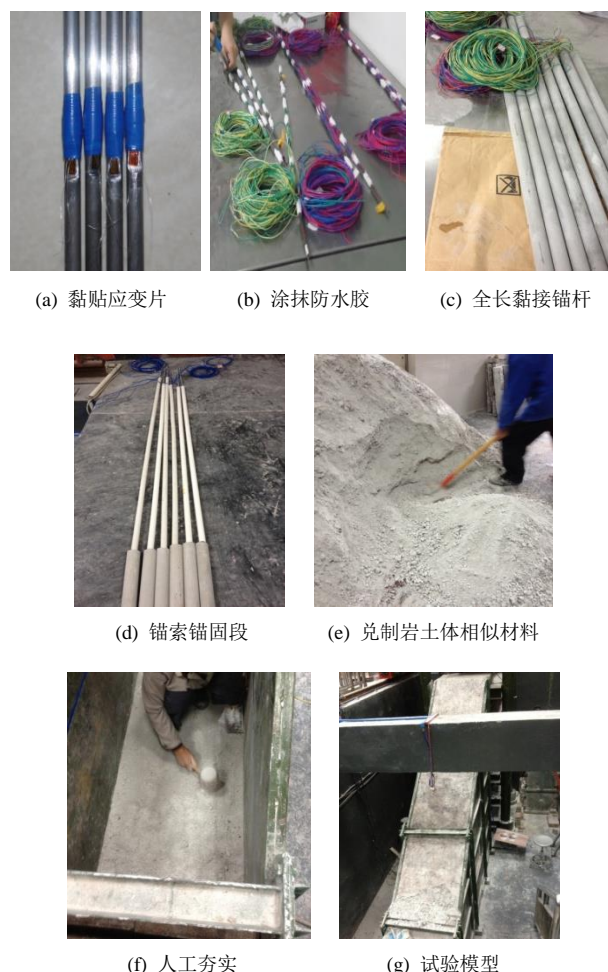 (a) 黏贴应变片
(b) 涂抹防水胶
(c) 全长黏接锚杆
(d) 锚索锚固段
(e) 兑制岩土体相似材料
(f) 人工夯实
(g) 试验模型